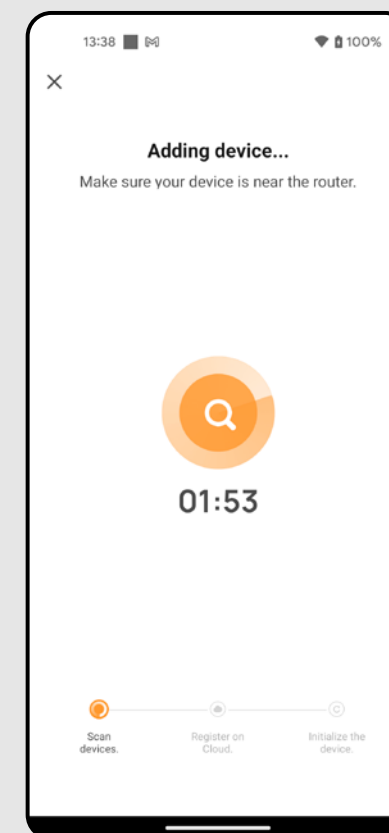 13:38 100%
Adding device...
Make sure your device is near the router.
01:53
Scan devices.
Register on Cloud.
Initialize the device.